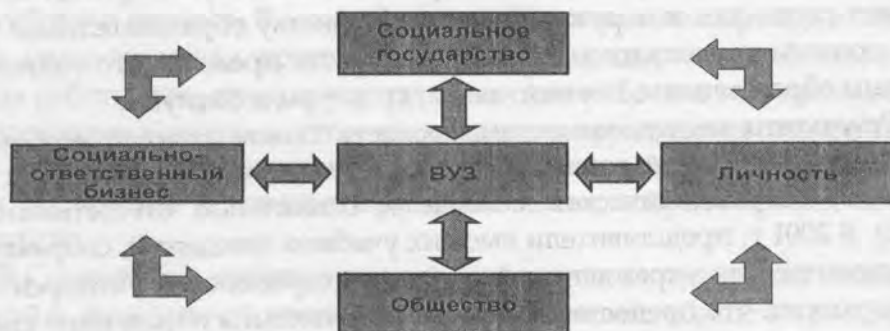 Социальное
государство
Социально-
ответственный
бизнес
ВУЗ
Личность
Общество